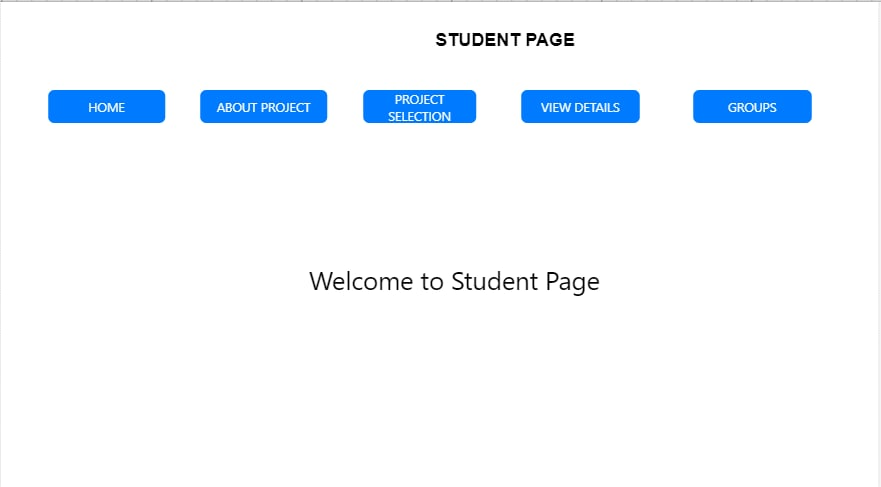 STUDENT PAGE
HOME
ABOUT PROJECT
PROJECT
SELECTION
VIEW DETAILS
GROUPS
Welcome to Student Page